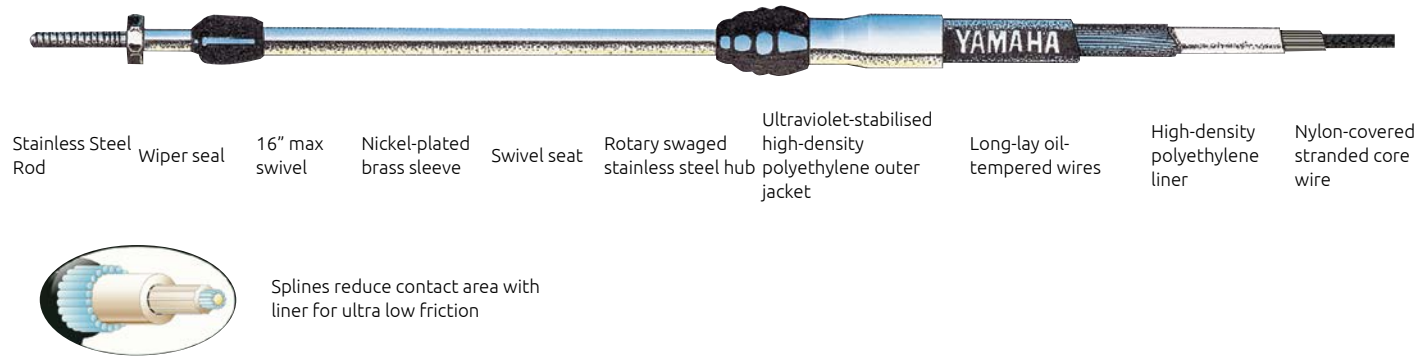 YAMAHA
Stainless Steel
Rod
Wiper seal
16” max
swivel
Nickel-plated
brass sleeve
Swivel seat
Rotary swaged
stainless steel hub
Ultraviolet-stabilised
high-density
polyethylene outer
jacket
Long-lay oil-
tempered wires
High-density
polyethylene
liner
Nylon-covered
stranded core
wire
Splines reduce contact area with
liner for ultra low friction